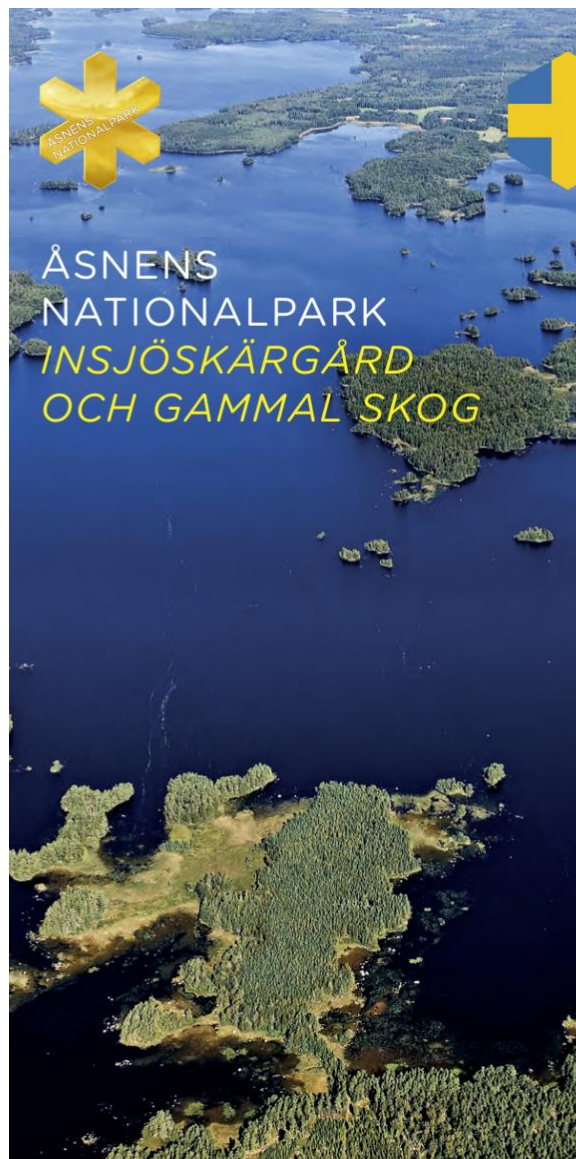 ÅSNENS
NATIONALPARK
ÅSNENS
NATIONALPARK
INSJÖSKÄRGÅRD
OCH GAMMAL SKOG